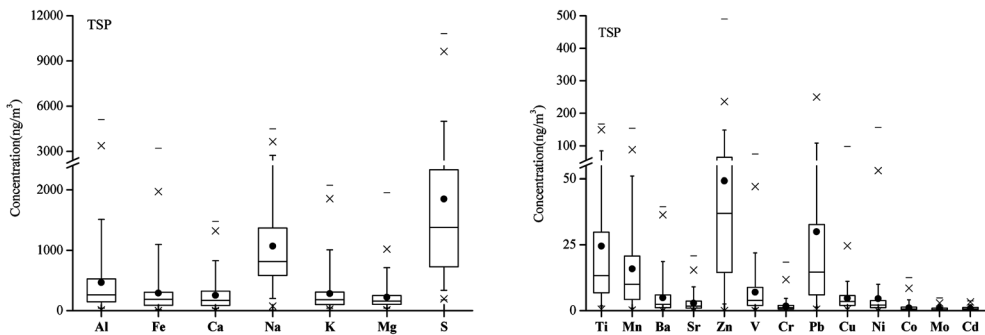 TSP
Concentration(ng/m³)
12000
9000
6000
3000
2000
1000
0
Al Fe Ca Na K Mg S
TSP
Concentration(ng/m³)
500
400
300
200
100
50
25
0
Ti Mn Ba Sr Zn V Cr Pb Cu Ni Co Mo Cd